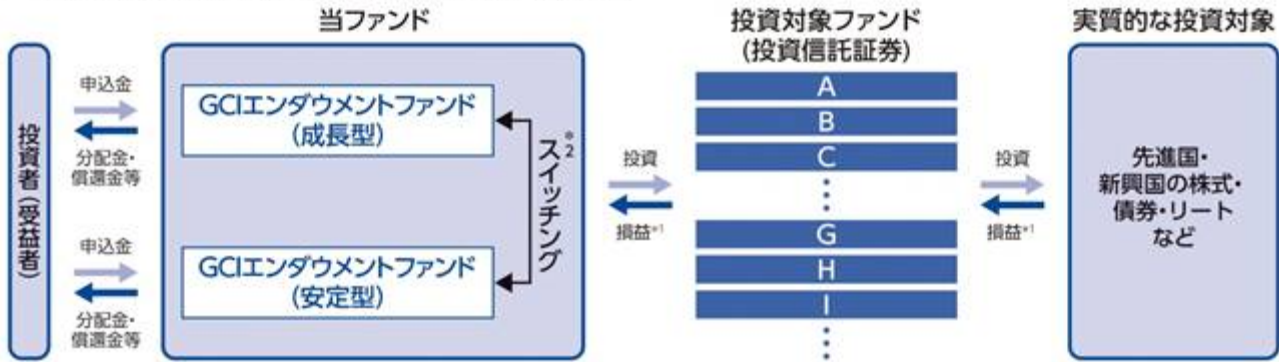 当ファンド
投資対象ファンド
(投資信託証券)
実質的な投資対象
投資者(受益者)
申込金
分配金・
償還金等
申込金
分配金・
償還金等
GCIエンダウメントファンド
(成長型)
GCIエンダウメントファンド
(安定型)
スイッチング※2
投資
損益※1
A
B
C
G
H
I
投資
損益※1
先進国・
新興国の株式・
債券・リート
など